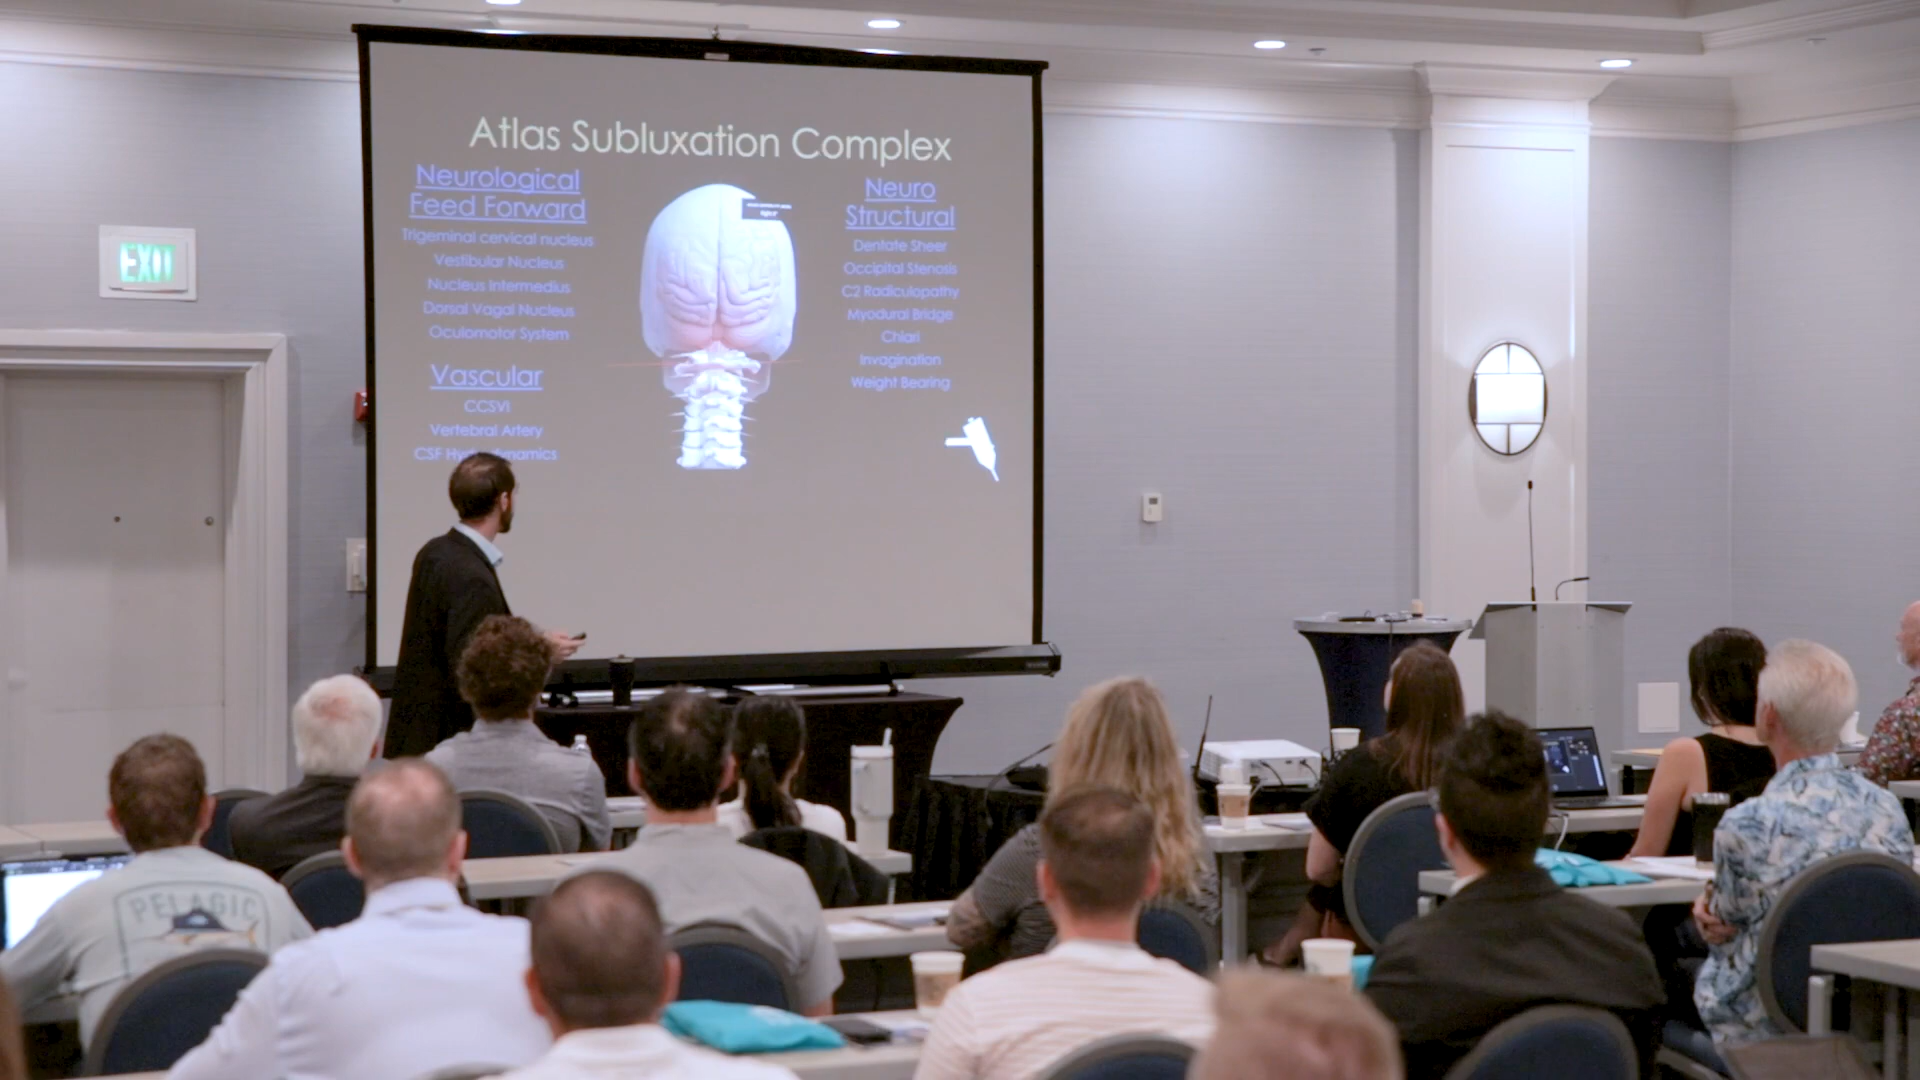 Atlas Subluxation Complex
Neurological
Feed Forward
Trigeminal cervical nucleus
Vestibular Nucleus
Nucleus Intermedius
Dorsal Vagal Nucleus
Oculomotor System
Vascular
CCSVI
Vertebral Artery
CSF
Neuro
Structural
Dentate Sheer
Occipital Stenosis
C2 Radiculopathy
Myodural Bridge
Chiari
Invagination
Weight Bearing
EXIT
PELAGIC